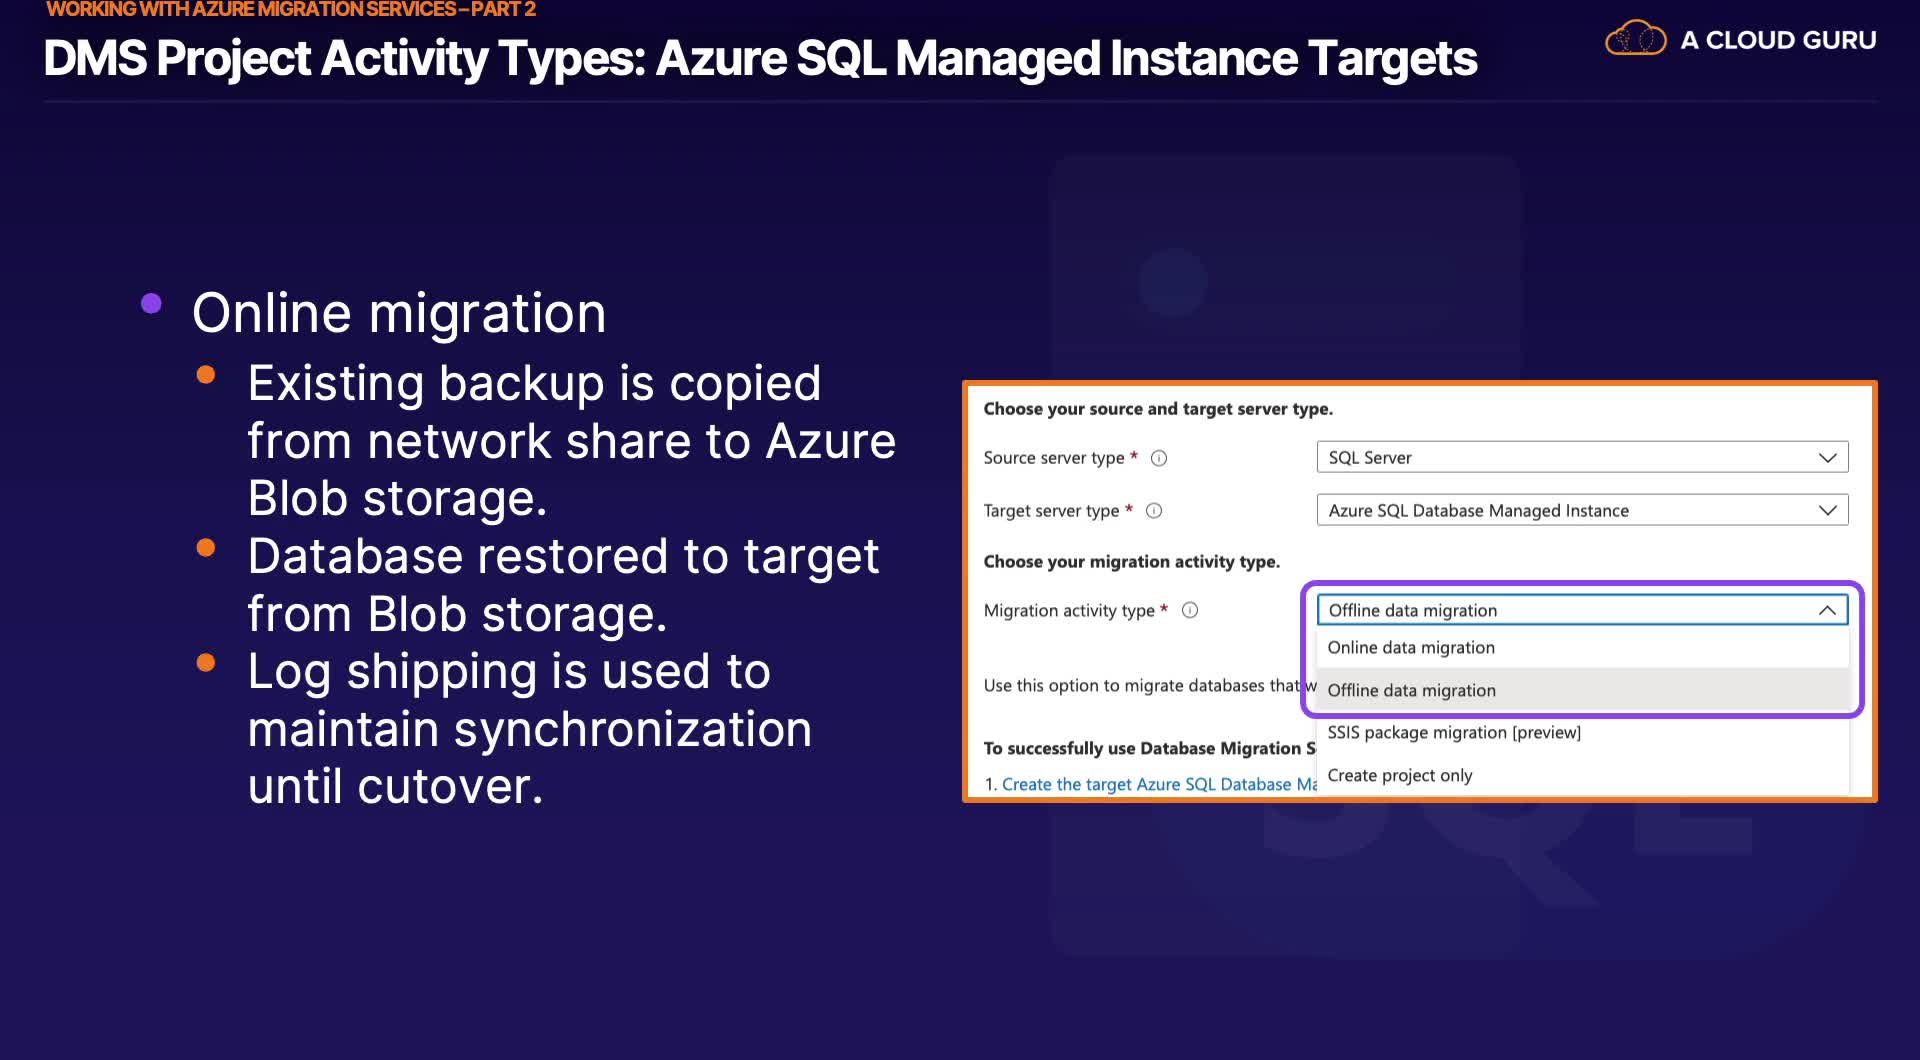 WORKING WITH AZURE MIGRATION SERVICES – PART 2
DMS Project Activity Types: Azure SQL Managed Instance Targets
A CLOUD GURU
Online migration
Existing backup is copied
from network share to Azure
Blob storage.
Database restored to target
from Blob storage.
Log shipping is used to
maintain synchronization
until cutover.
Choose your source and target server type.
Source server type *
SQL Server
Target server type *
Azure SQL Database Managed Instance
Choose your migration activity type.
Migration activity type *
Offline data migration
Online data migration
Use this option to migrate databases that w
Offline data migration
SSIS package migration [preview]
To successfully use Database Migration S
Create project only
1. Create the target Azure SQL Database Ma
SQL